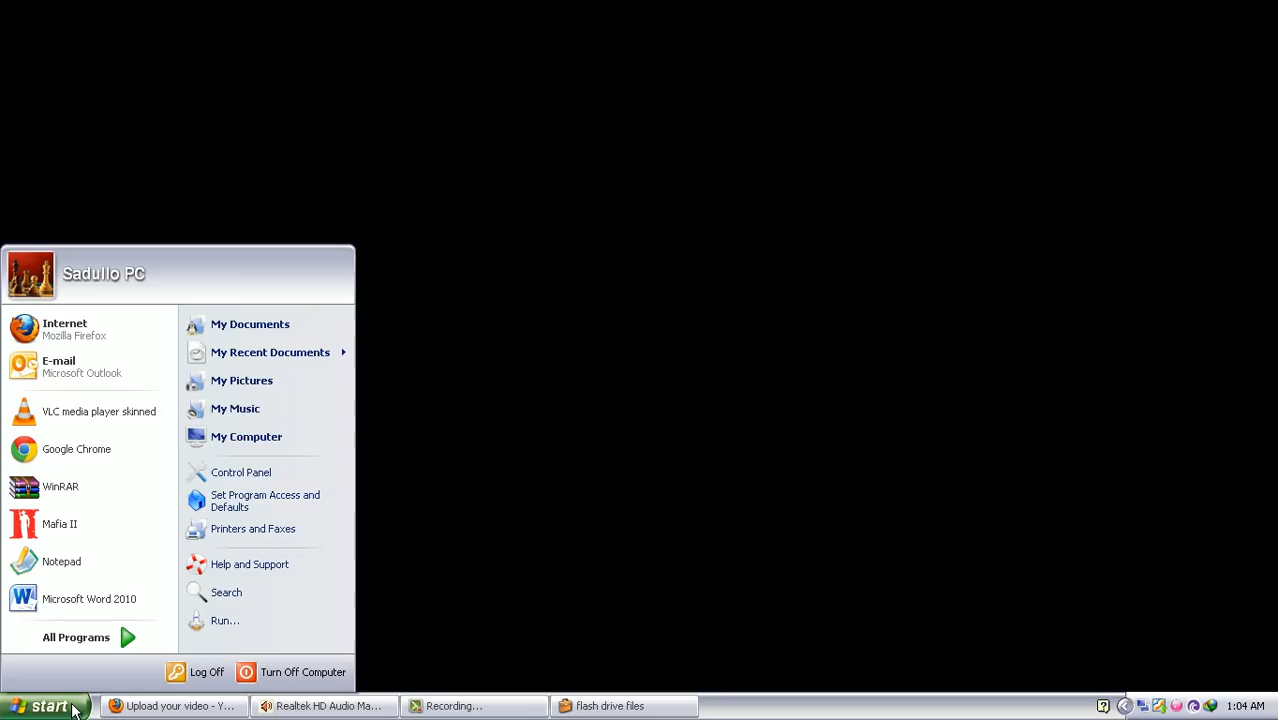 Sadullo PC
Internet
Mozilla Firefox
E-mail
Microsoft Outlook
VLC media player skinned
Google Chrome
WinRAR
Mafia II
Notepad
Microsoft Word 2010
All Programs
My Documents
My Recent Documents
My Pictures
My Music
My Computer
Control Panel
Set Program Access and
Defaults
Printers and Faxes
Help and Support
Search
Run...
Log Off
Turn Off Computer
start
Upload your video - Y...
Realtek HD Audio Ma...
Recording...
flash drive files
1:04 AM